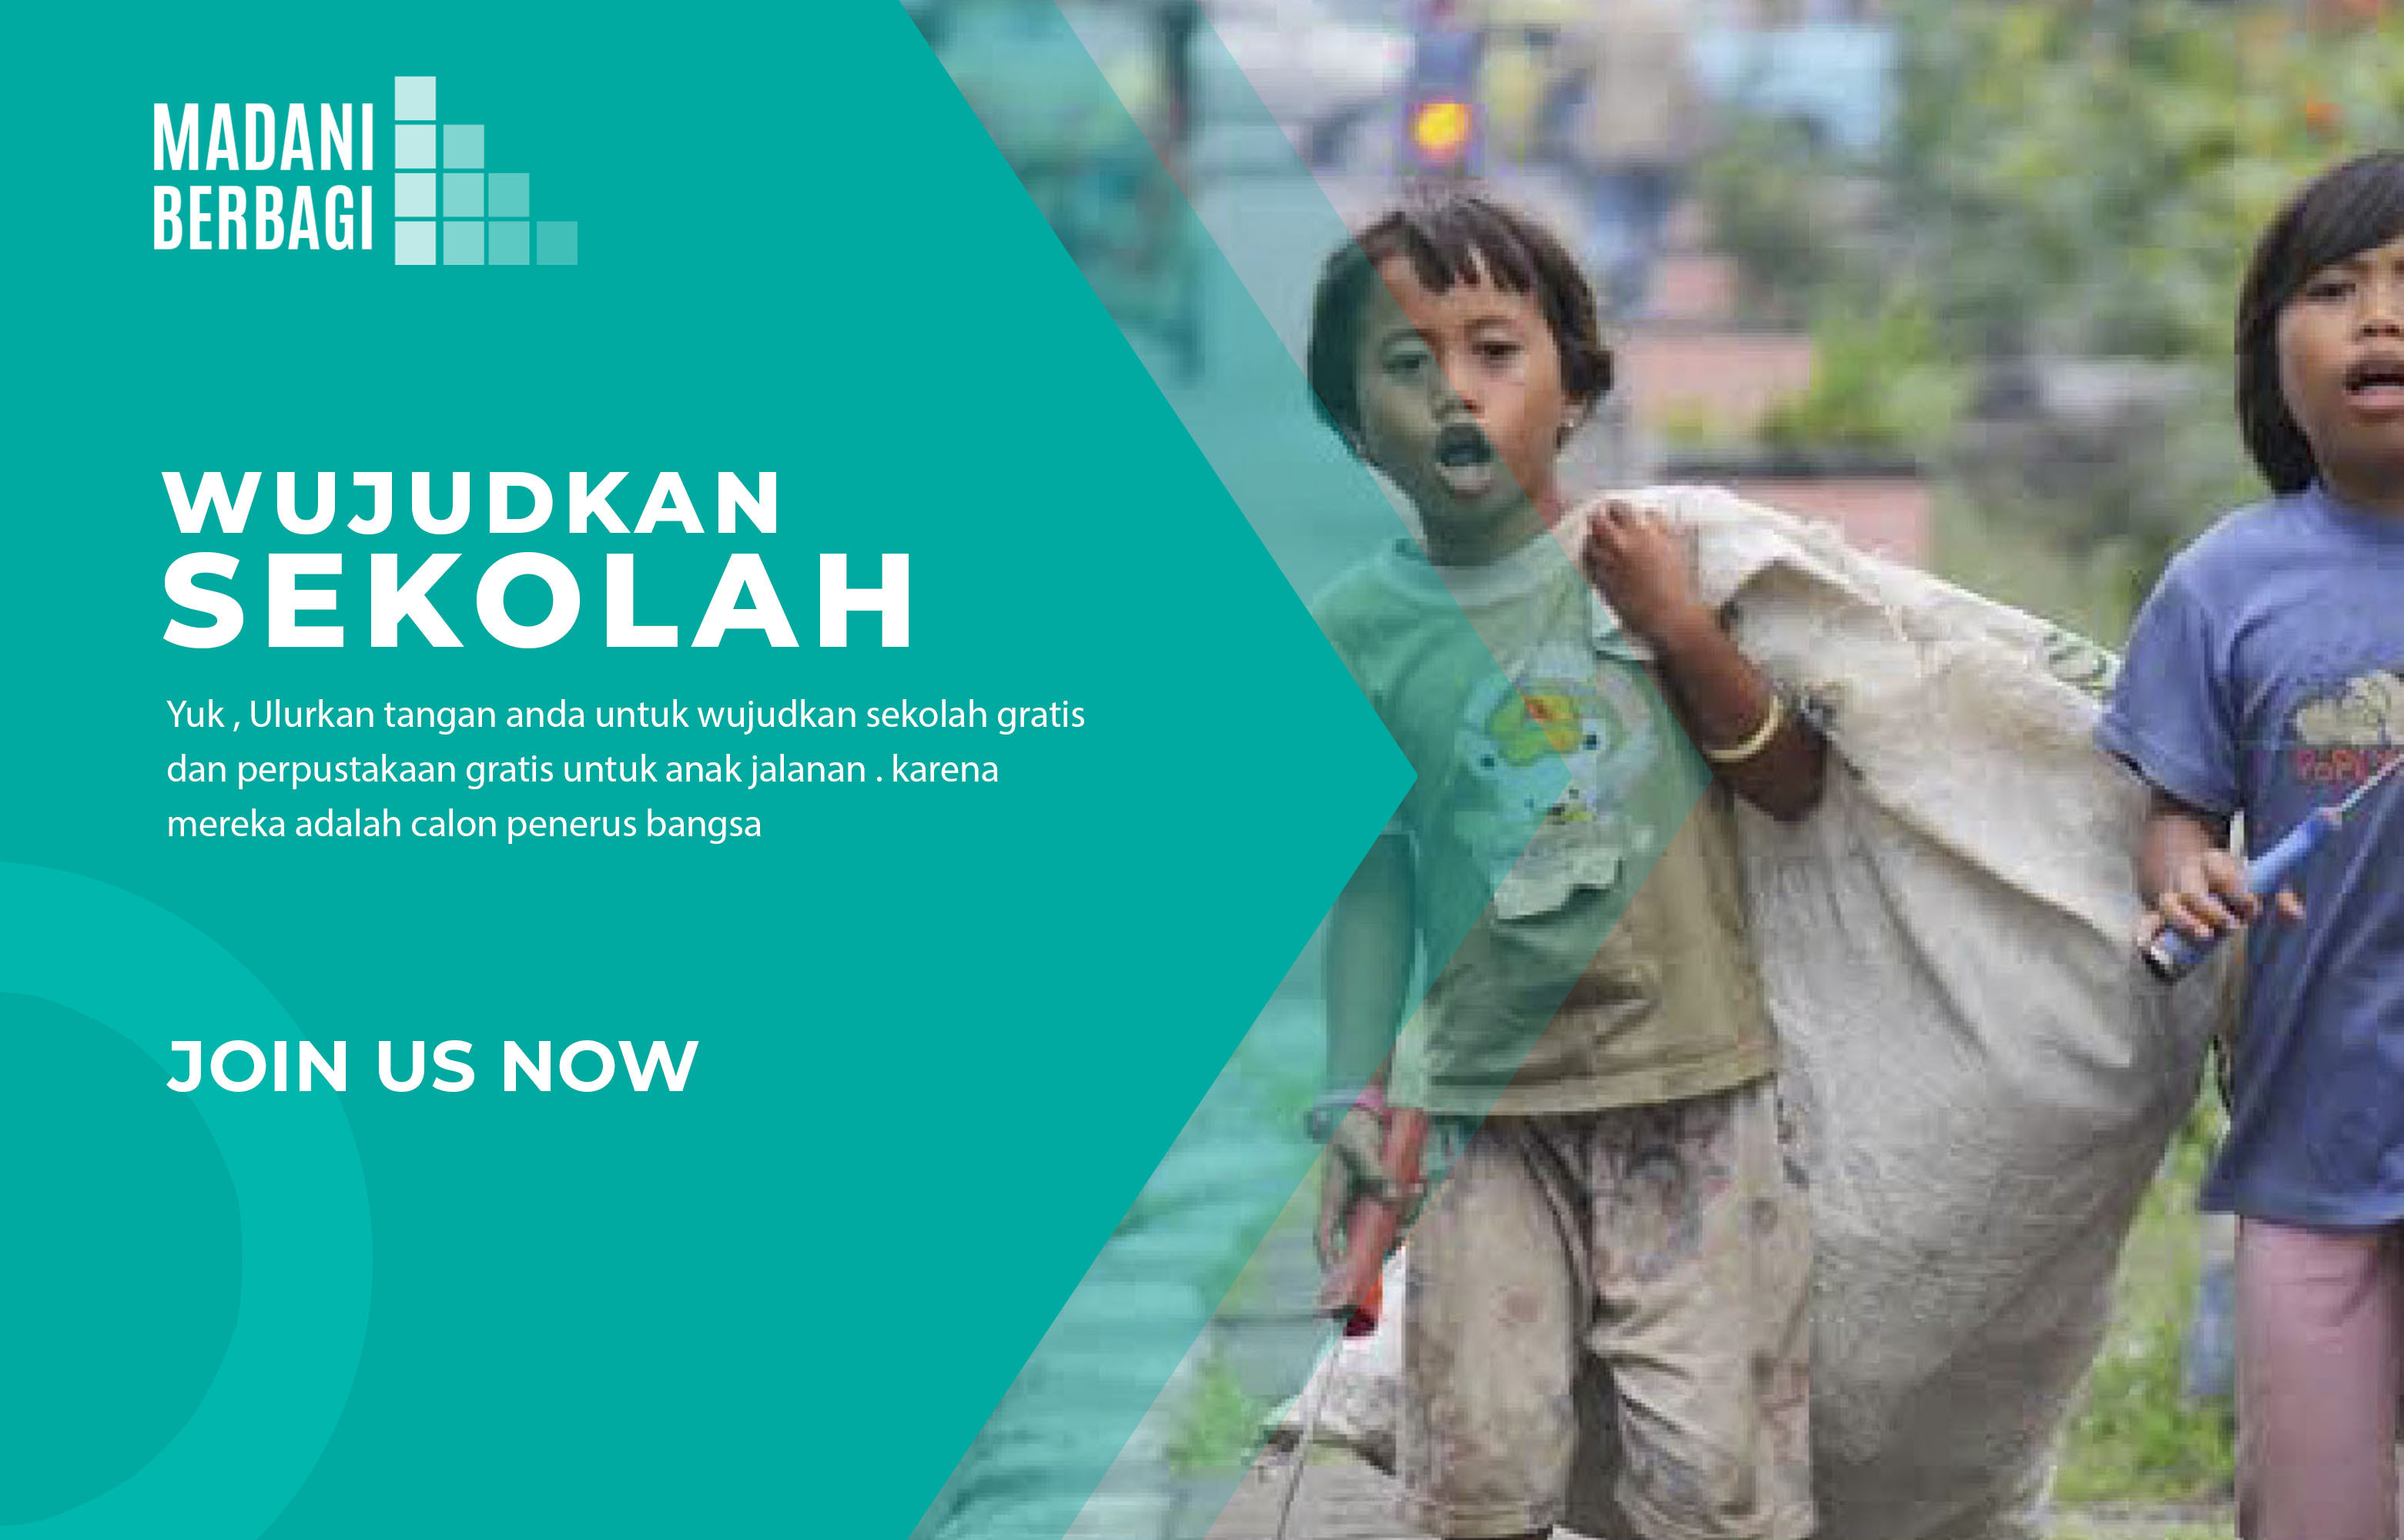 MADANI
BERBAGI
WUJUDKAN
SEKOLAH
Yuk , Ulurkan tangan anda untuk wujudkan sekolah gratis
dan perpustakaan gratis untuk anak jalanan . karena
mereka adalah calon penerus bangsa
JOIN US NOW